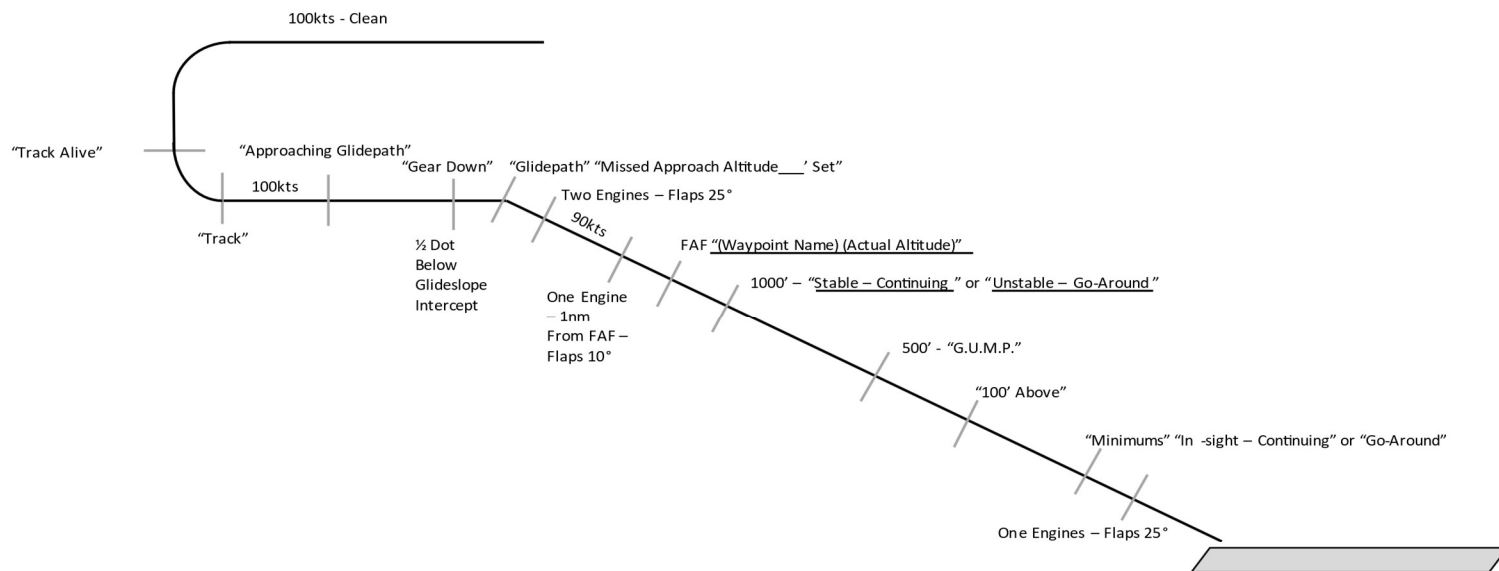 100kts - Clean
“Track Alive”
“Approaching Glidepath”
“Gear Down”
“Glidepath” “Missed Approach Altitude___’ Set”
100kts
Two Engines – Flaps 25°
90kts
“Track”
½ Dot
Below
Glideslope
Intercept
FAF “(Waypoint Name) (Actual Altitude)”
1000’ – “Stable – Continuing ” or “Unstable – Go-Around ”
One Engine
– 1nm
From FAF –
Flaps 10°
500’ - “G.U.M.P.”
“100’ Above”
“Minimums” “In -sight – Continuing” or “Go-Around”
One Engines – Flaps 25°